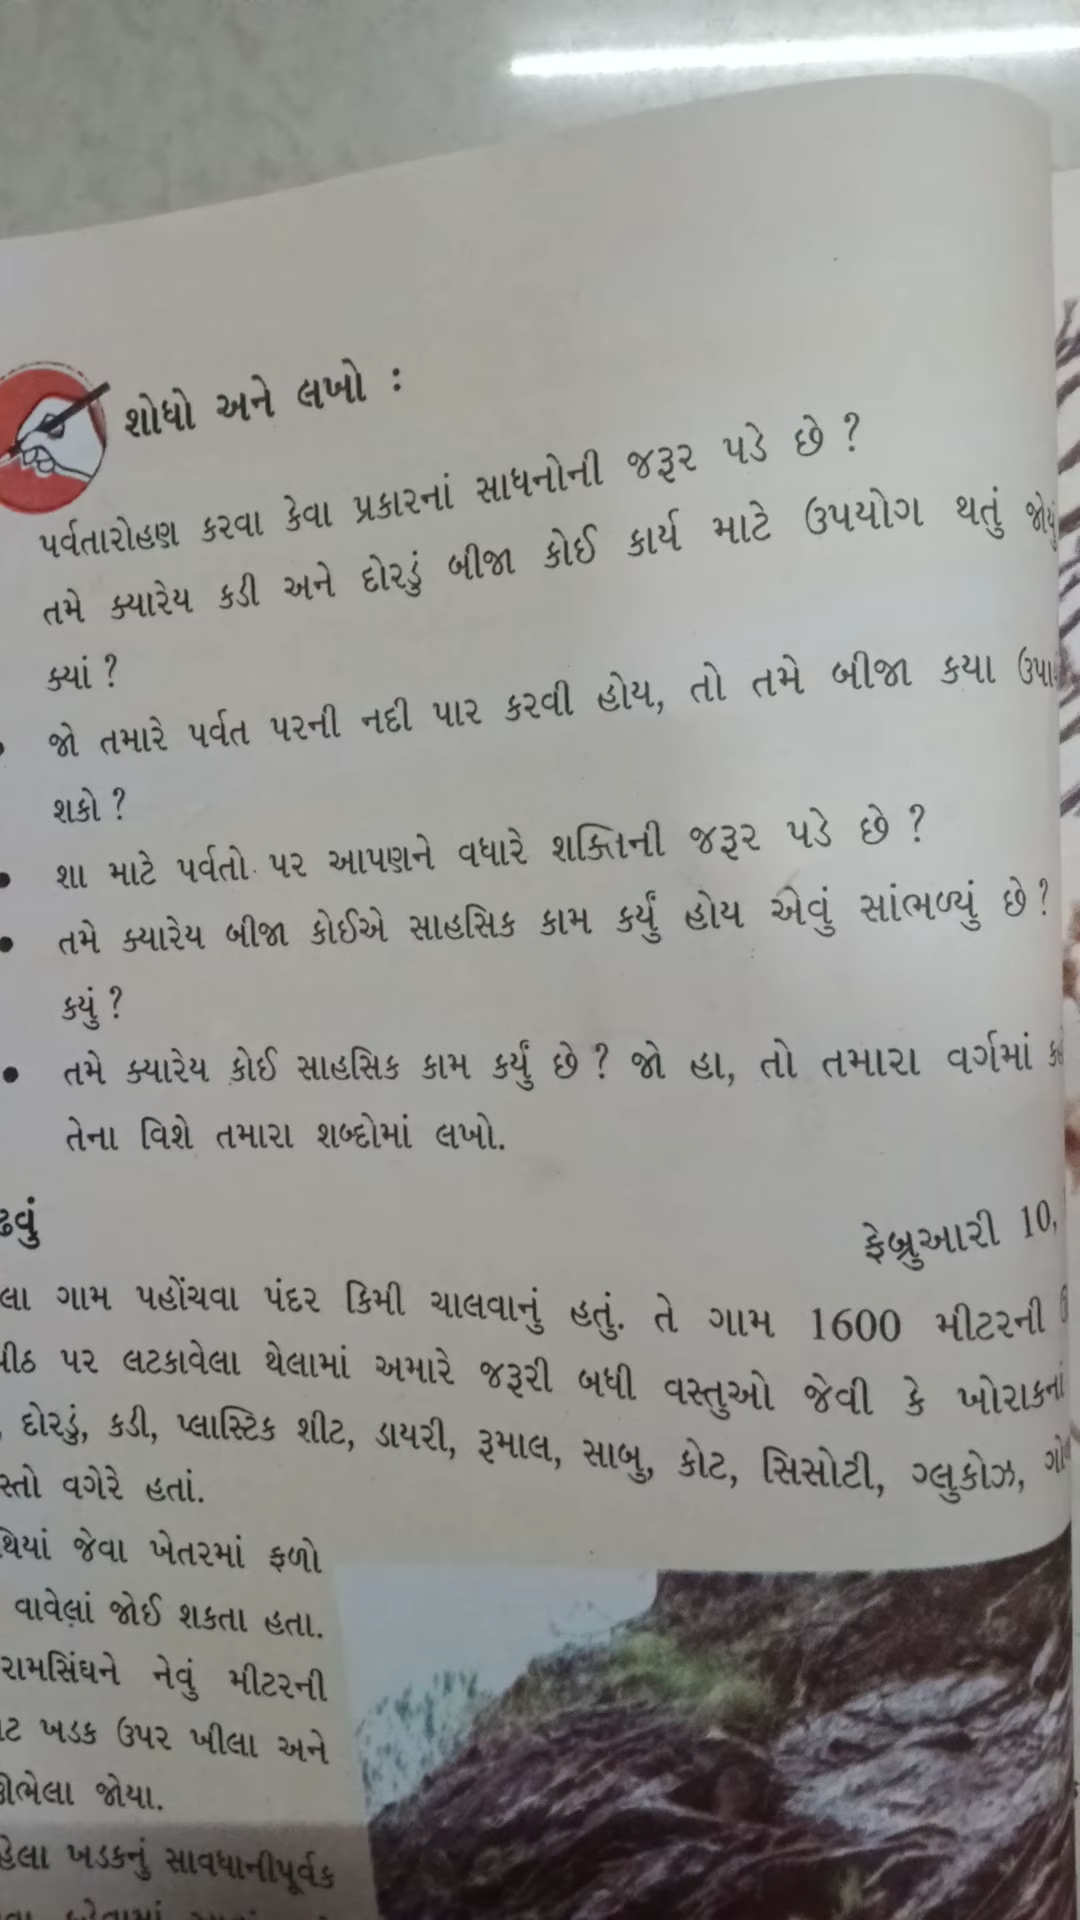 શોધો અને લખો :
પર્વતારોહણ કરવા કેવા પ્રકારનાં સાધનોની જરૂર પડે છે ?
તમે ક્યારેય કડી અને દોરડું બીજા કોઈ કાર્ય માટે ઉપયોગ થતું
ક્યાં ?
જો તમારે પર્વત પરની નદી પાર કરવી હોય, તો તમે બીજા કયા
શકો ?
• શા માટે પર્વતો પર આપણને વધારે શક્તિની જરૂર પડે છે ?
• તમે ક્યારેય બીજા કોઈએ સાહસિક કામ કર્યું હોય એવું સાંભળ્યું છે ?
કયું ?
• તમે ક્યારેય કોઈ સાહસિક કામ કર્યું છે ? જો હા, તો તમારા વર્ગમાં
તેના વિશે તમારા શબ્દોમાં લખો.
ફેબ્રુઆરી 10,
ગામ પહોંચવા પંદર કિમી ચાલવાનું હતું. તે ગામ 1600 મીટરની
પર લટકાવેલા થેલામાં અમારે જરૂરી બધી વસ્તુઓ જેવી કે ખોરાકનાં
દોરડું, કડી, પ્લાસ્ટિક શીટ, ડાયરી, રૂમાલ, સાબુ, કોટ, સિસોટી, ગ્લુકોઝ,
વગેરે હતાં.
જેવા ખેતરમાં ફળો
વાવેલાં જોઈ શકતા હતા.
રામસિંઘને નેવું મીટરની
ખડક ઉપર ખીલા અને
જોયા.
ખડકનું સાવધાનીપૂર્વક